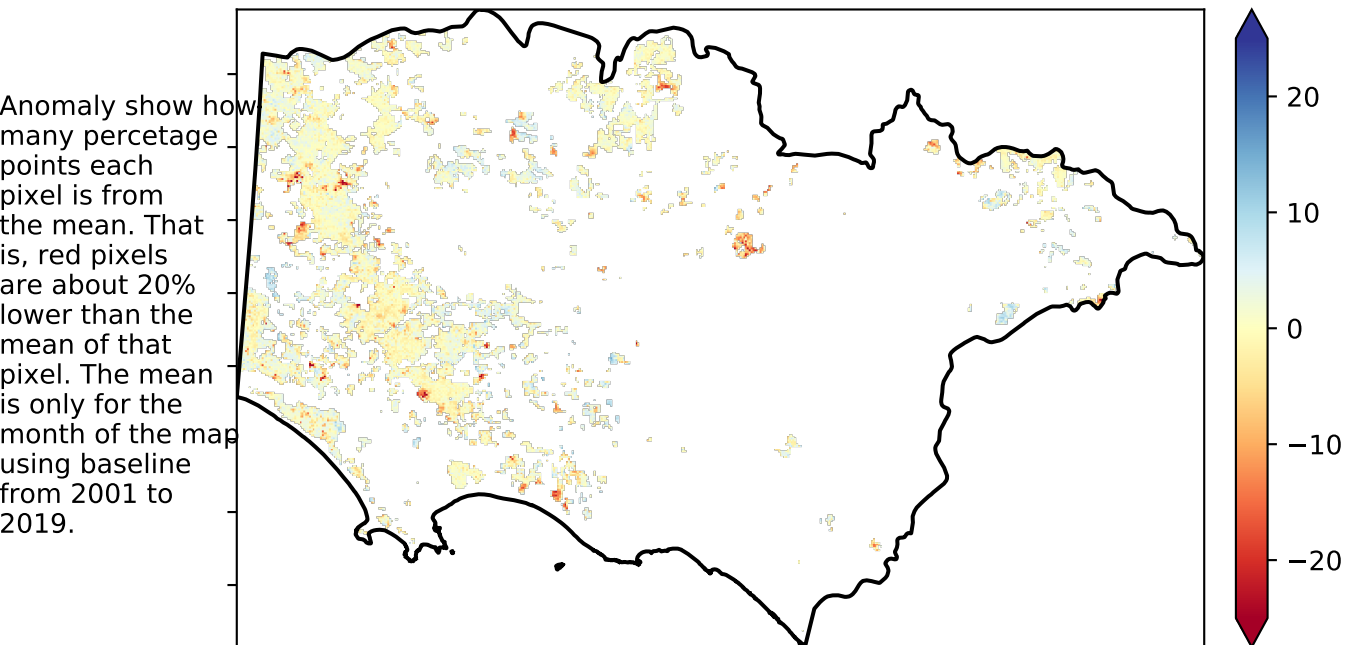 Anomaly show how
many percetage
points each
pixel is from
the mean. That
is, red pixels
are about 20%
lower than the
mean of that
pixel. The mean
is only for the
month of the map
using baseline
from 2001 to
2019.
20
10
0
−10
−20